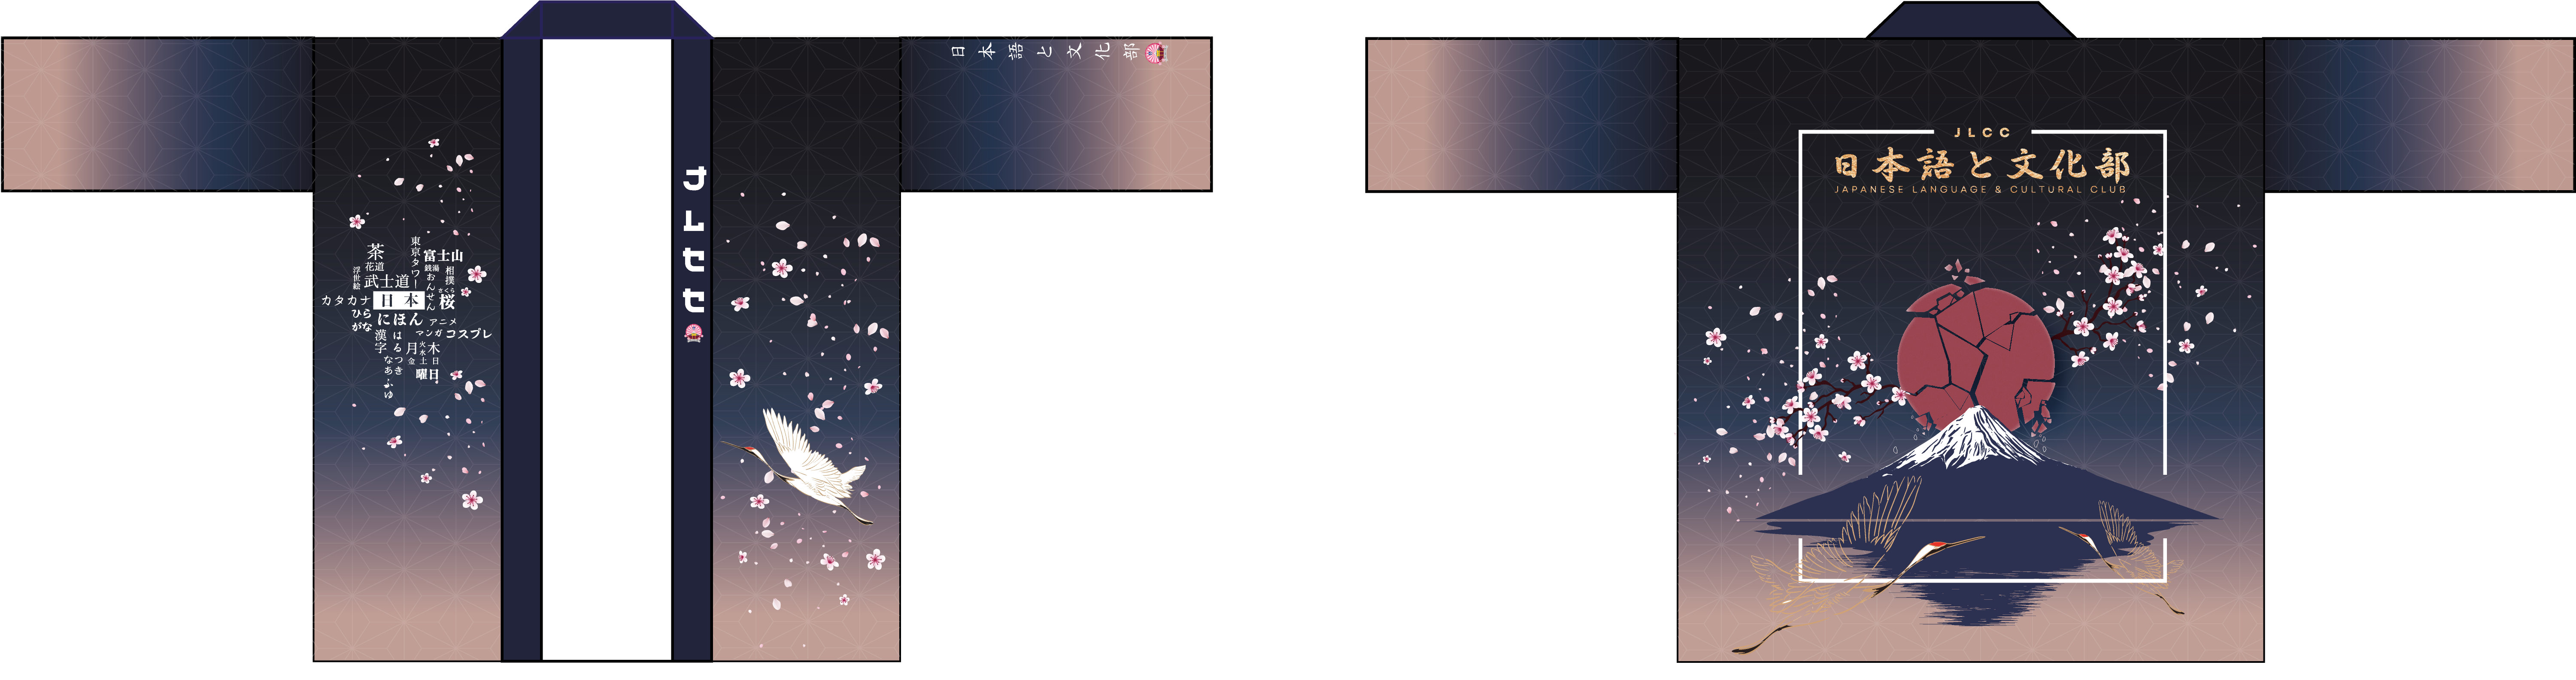 日本語と文化部
JLCC
東京タワー
茶
花道
富士山
銭湯
相撲
浮世絵
武士道
おんせん
さくら
桜
カタカナ
日本
ひら
がな
にほん
アニメ
漢字
はる
マンガ
コスプレ
月火水木
金土日
なつ
あき
曜日。
ふゆ
JLCC
日本語と文化部
JAPANESE LANGUAGE & CULTURAL CLUB